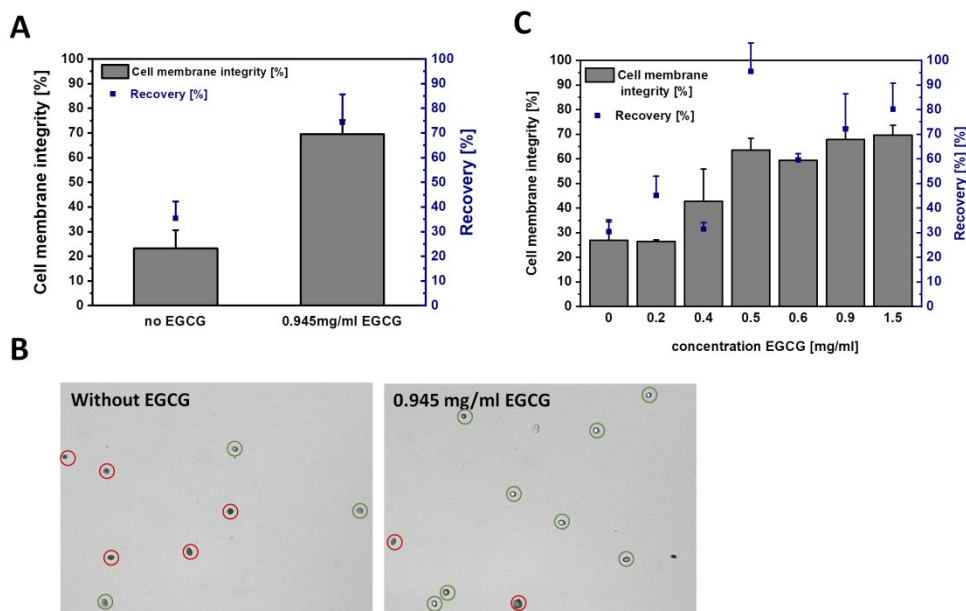 A
Cell membrane integrity [%]
100
90
80
70
60
50
40
30
20
10
0
Cell membrane integrity [%]
Recovery [%]
100
90
80
70
60
50
40
30
20
10
0
Recovery [%]
no EGCG
0.945mg/ml EGCG
C
Cell membrane integrity [%]
100
90
80
70
60
50
40
30
20
10
0
Cell membrane
integrity [%]
Recovery [%]
100
90
80
70
60
50
40
30
20
10
0
Recovery [%] [%]
0 0.2 0.4 0.5 0.6 0.9 1.5
concentration EGCG [mg/ml]
B
Without EGCG
0.945 mg/ml EGCG